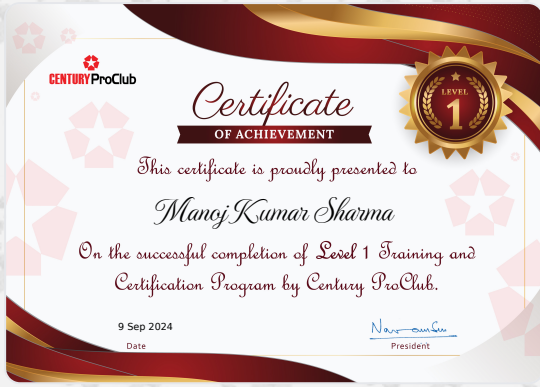 CENTURY ProClub
Certificate
OF ACHIEVEMENT
LEVEL
1
This certificate is proudly presented to
Manoj Kumar Sharma
On the successful completion of Level 1 Training and
Certification Program by Century ProClub.
9 Sep 2024
Date
President